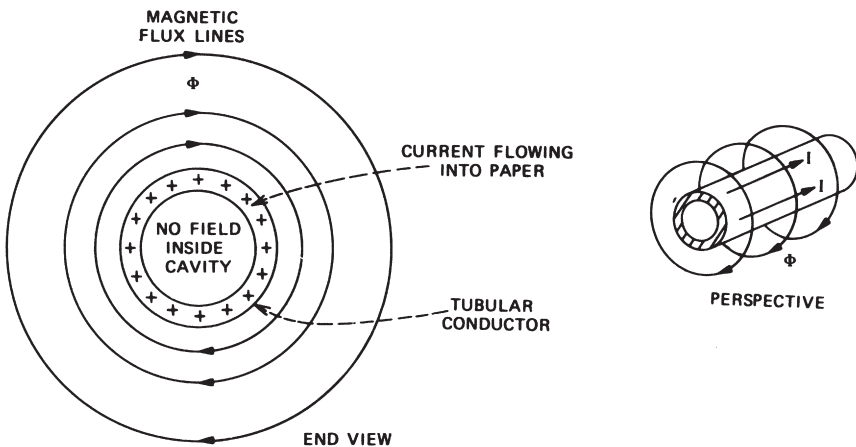 MAGNETIC
FLUX LINES
Φ
CURRENT FLOWING
INTO PAPER
NO FIELD
INSIDE
CAVITY
TUBULAR
CONDUCTOR
END VIEW
I
I
Φ
PERSPECTIVE